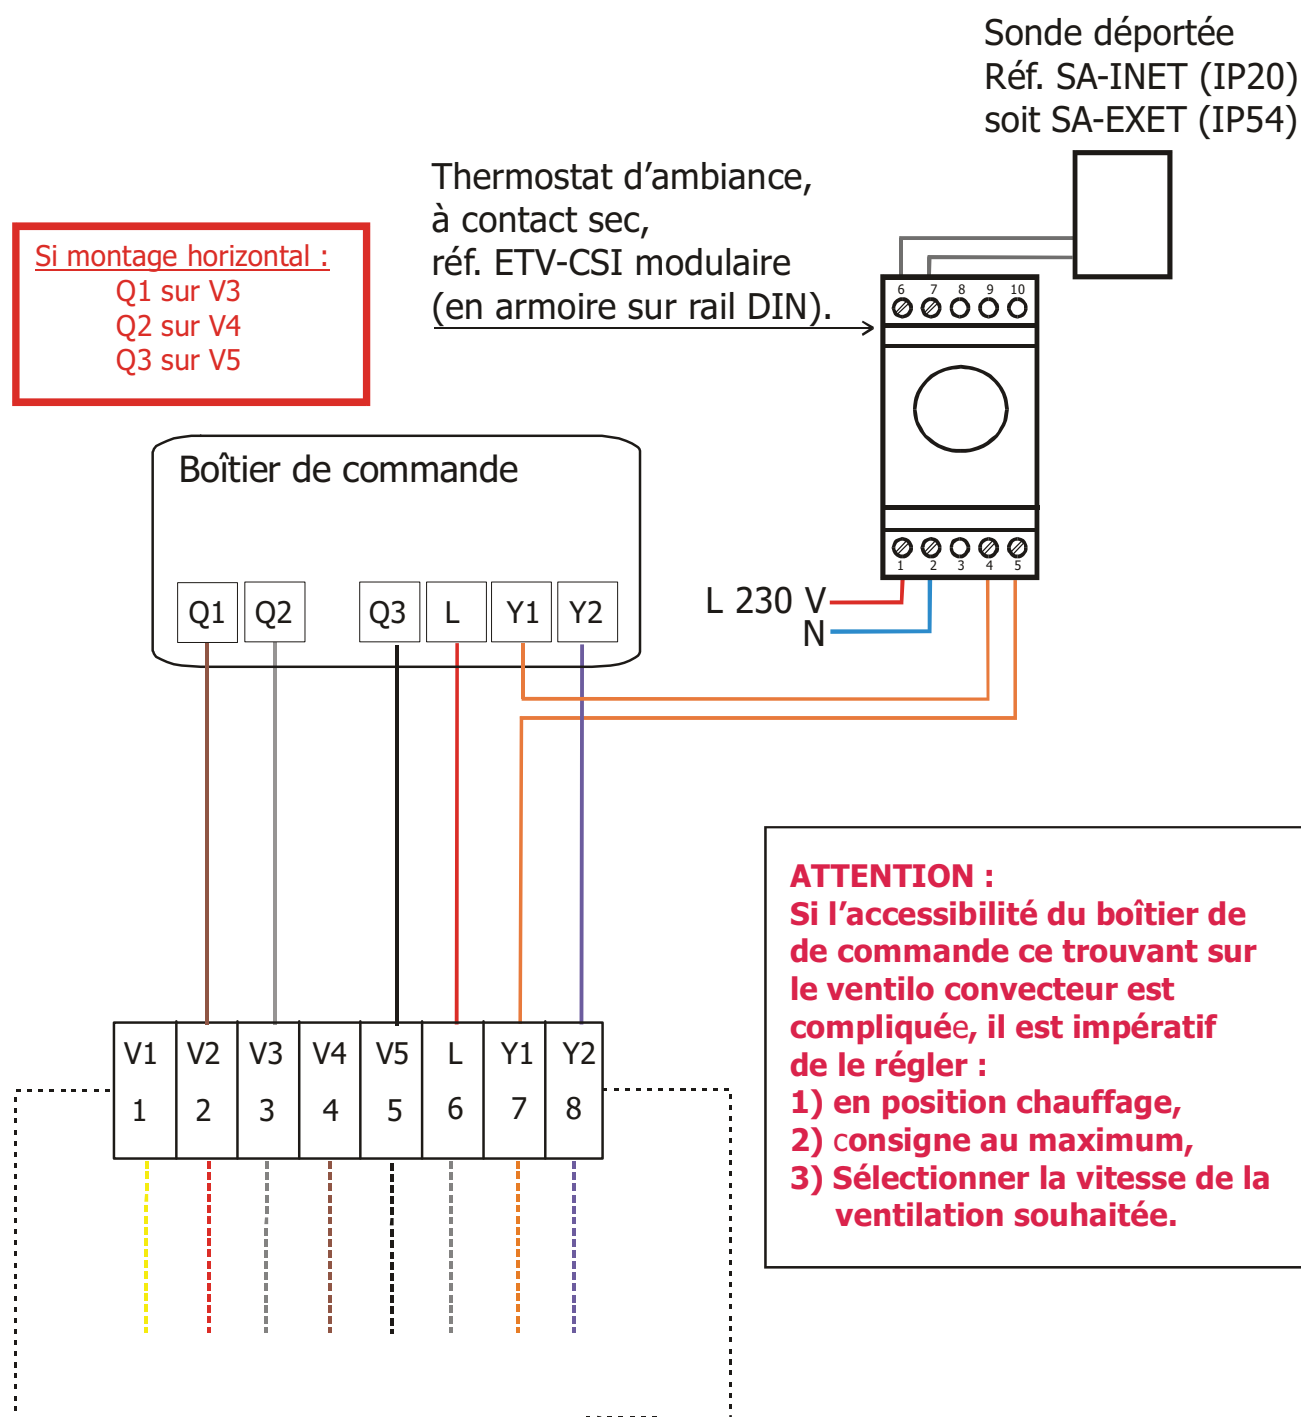 Sonde déportée
Réf. SA-INET (IP20)
soit SA-EXET (IP54)
Thermostat d’ambiance,
à contact sec,
réf. ETV-CSI modulaire
(en armoire sur rail DIN).
Si montage horizontal :
Q1 sur V3
Q2 sur V4
Q3 sur V5
6 7 8 9 10
Boîtier de commande
1 2 3 4 5
Q1 Q2 Q3 L Y1 Y2
L 230 V
N
ATTENTION :
Si l’accessibilité du boîtier de
de commande ce trouvant sur
le ventilo convecteur est
compliquée, il est impératif
de le régler :
1) en position chauffage,
2) consigne au maximum,
3) Sélectionner la vitesse de la
ventilation souhaitée.
V1 V2 V3 V4 V5 L Y1 Y2
1 2 3 4 5 6 7 8